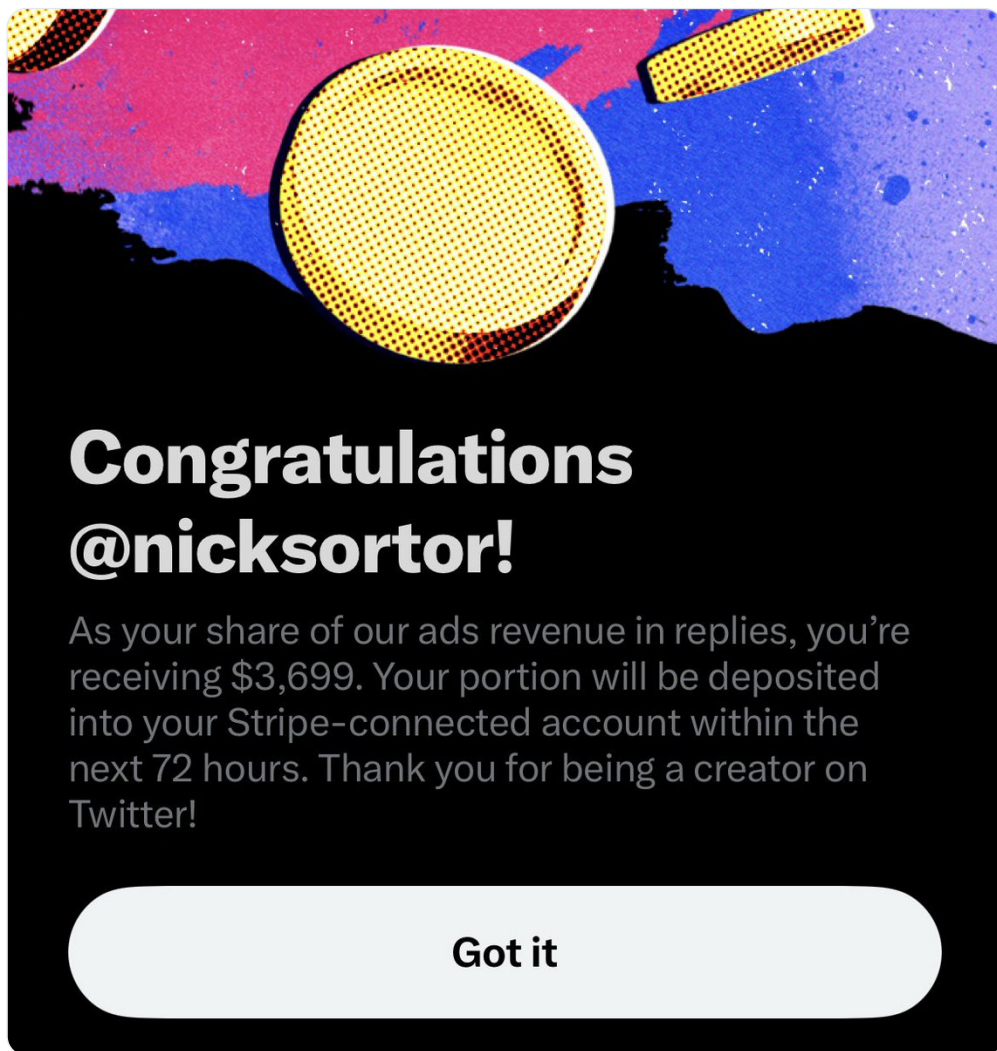 Congratulations
@nicksortor!
As your share of our ads revenue in replies, you’re
receiving $3,699. Your portion will be deposited
into your Stripe-connected account within the
next 72 hours. Thank you for being a creator on
Twitter!
Got it